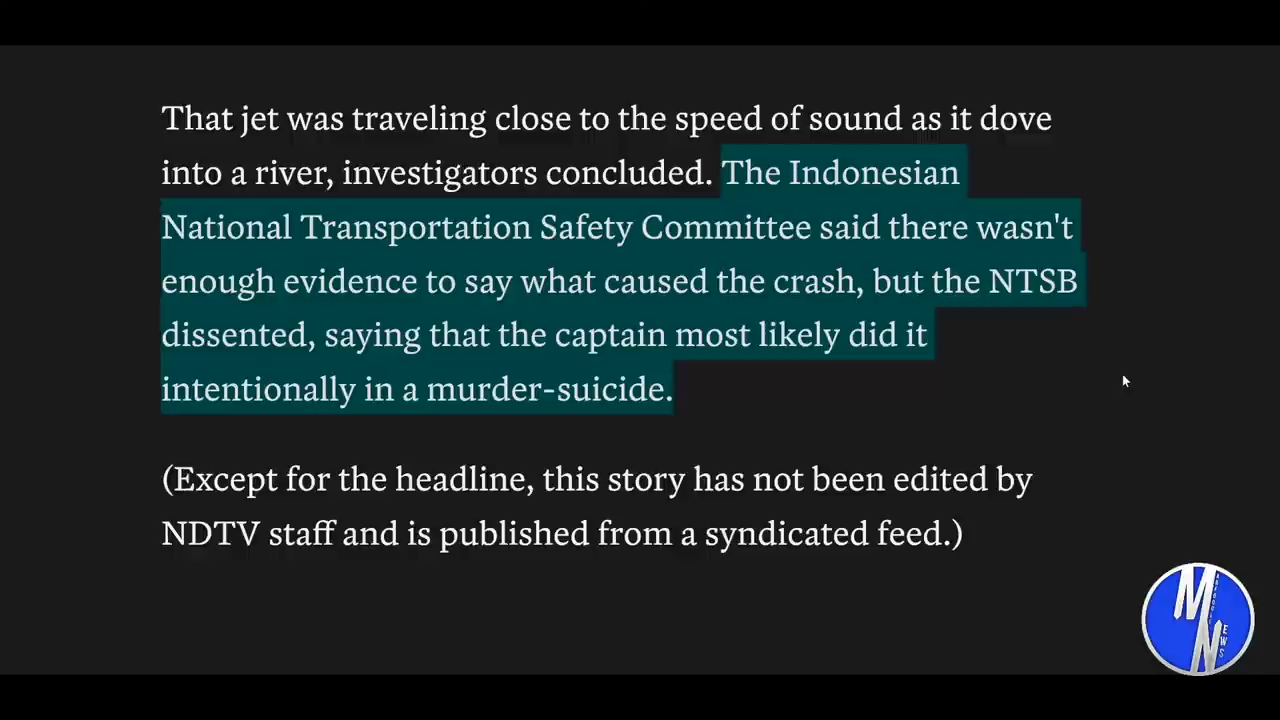 That jet was traveling close to the speed of sound as it dove
into a river, investigators concluded. The Indonesian
National Transportation Safety Committee said there wasn't
enough evidence to say what caused the crash, but the NTSB
dissented, saying that the captain most likely did it
intentionally in a murder-suicide.
(Except for the headline, this story has not been edited by
NDTV staff and is published from a syndicated feed.)
M
N
EWS